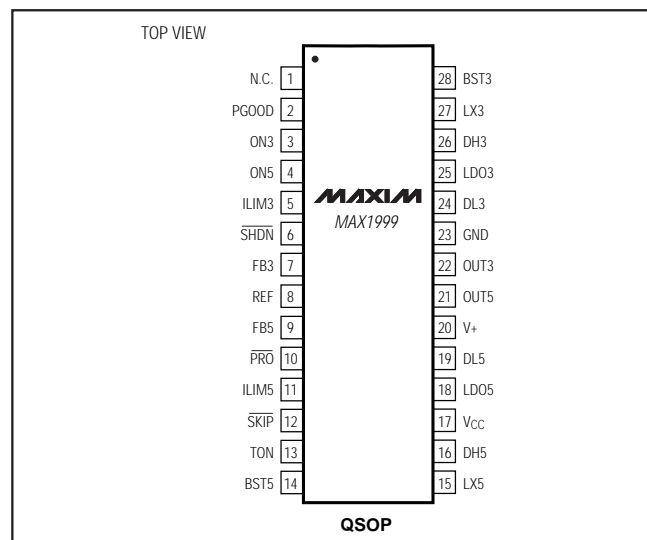 TOP VIEW
N.C. 1
PGOOD 2
ON3 3
ON5 4
ILIM3 5
SHDN 6
FB3 7
REF 8
FB5 9
PRO 10
ILIM5 11
SKIP 12
TON 13
BST5 14
MAXIM
MAX1999
28 BST3
27 LX3
26 DH3
25 LDO3
24 DL3
23 GND
22 OUT3
21 OUT5
20 V+
19 DL5
18 LDO5
17 VCC
16 DH5
15 LX5
QSOP